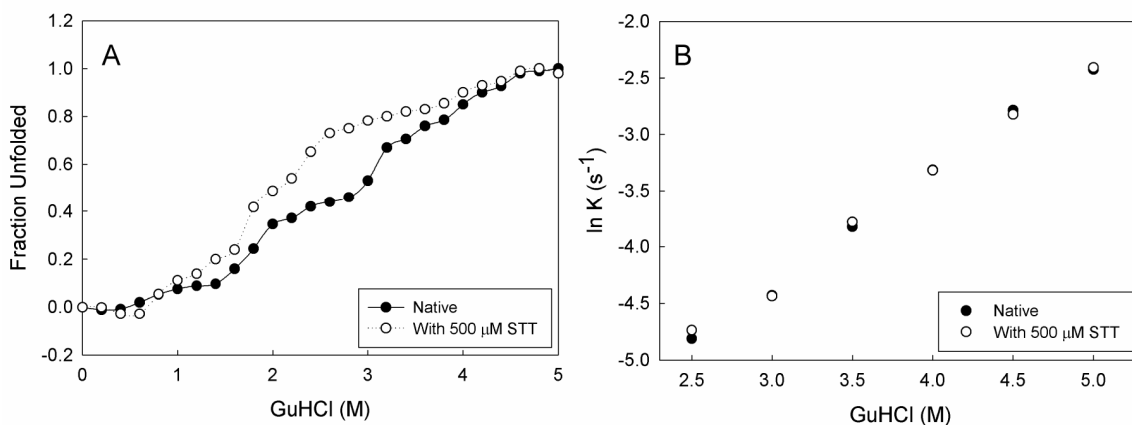 A
Fraction Unfolded
1.2
1.0
0.8
0.6
0.4
0.2
0.0
-0.2
0 1 2 3 4 5
GuHCl (M)
Native
With 500 μM STT
B
ln K (s⁻¹)
-2.0
-2.5
-3.0
-3.5
-4.0
-4.5
-5.0
2.5 3.0 3.5 4.0 4.5 5.0
GuHCl (M)
Native
With 500 μM STT